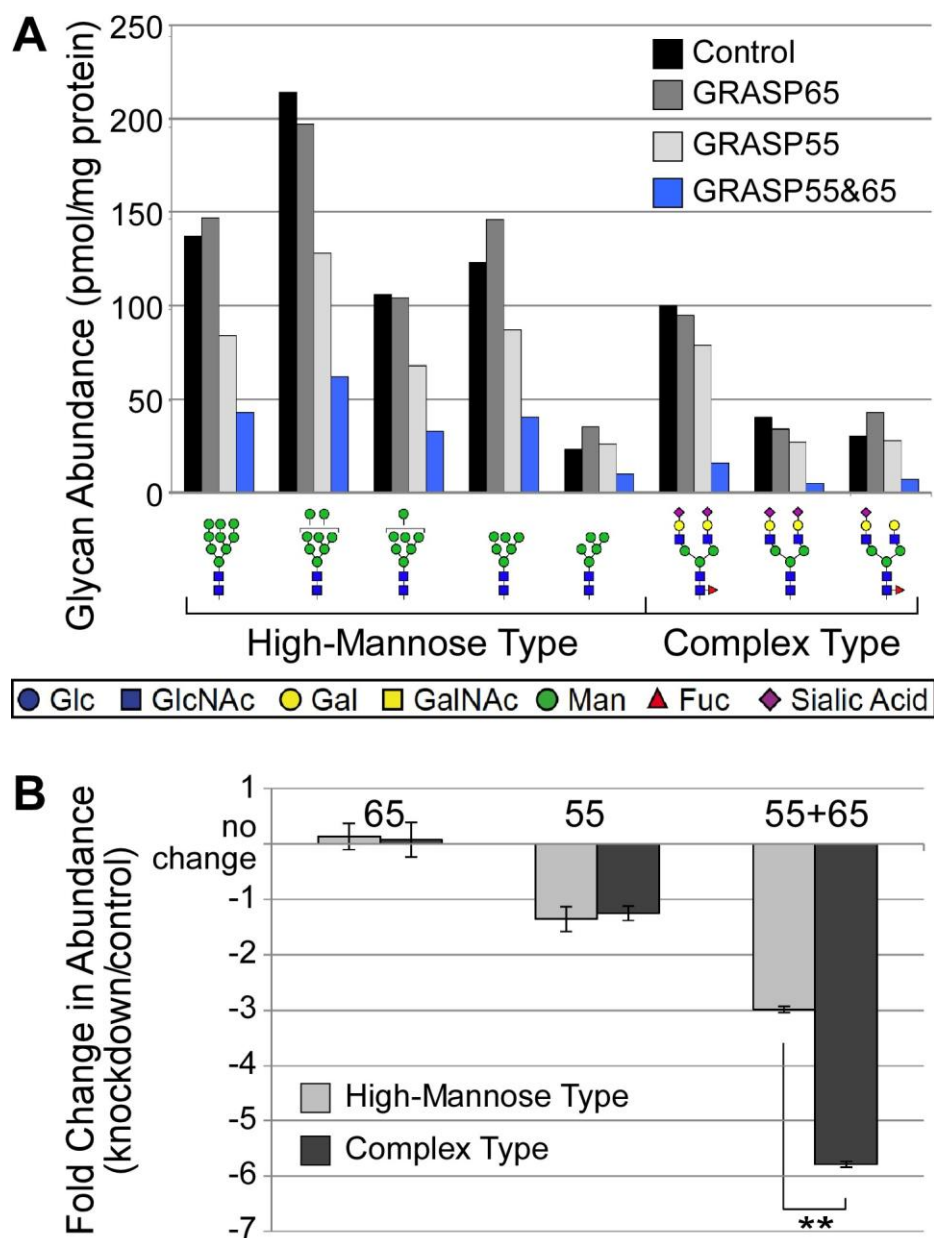 A
250
200
150
100
50
0
Glycan Abundance (pmol/mg protein)
Control
GRASP65
GRASP55
GRASP55&65
High-Mannose Type
Complex Type
Glc GlcNAc Gal GalNAc Man Fuc Sialic Acid
B
1
no
change
-1
-2
-3
-4
-5
-6
-7
Fold Change in Abundance
(knockdown/control)
65 55 55+65
High-Mannose Type
Complex Type
**